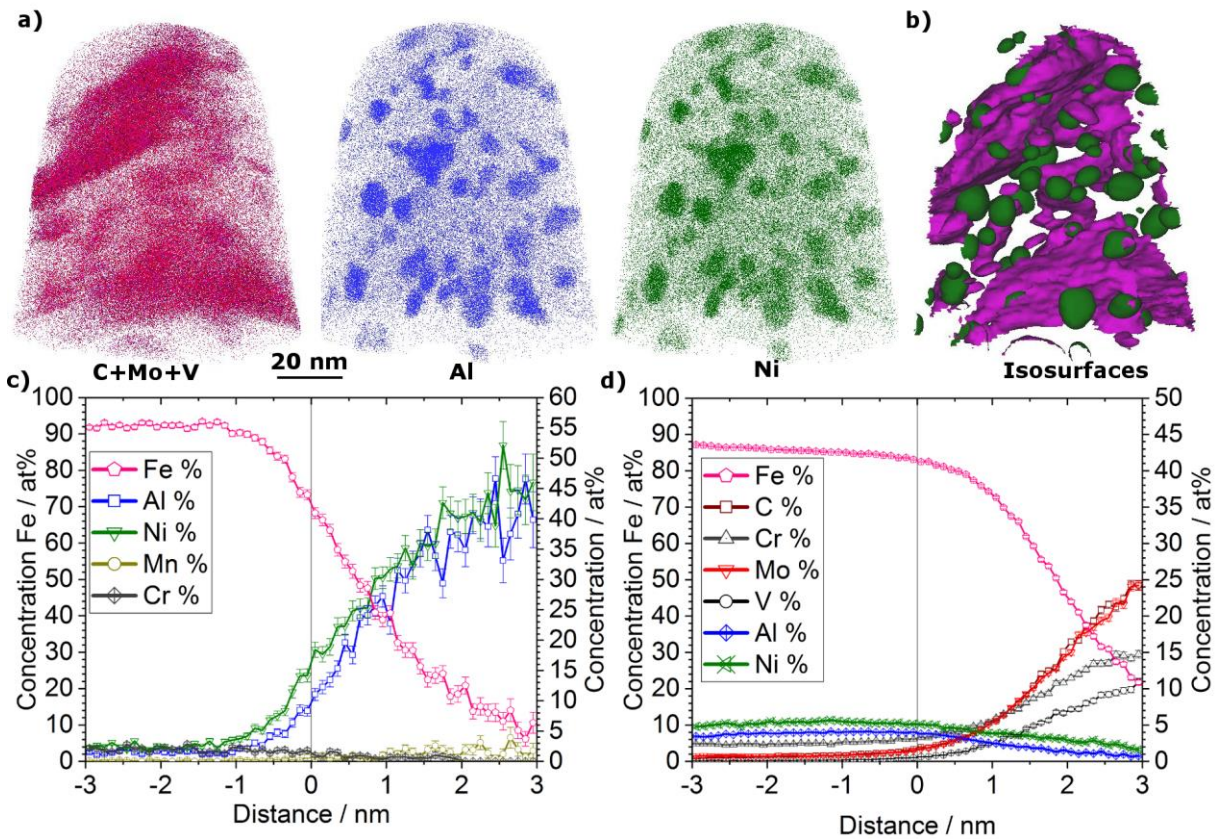 a)
b)
C+Mo+V
20 nm
Al
Ni
Isosurfaces
c)
100
90
80
70
60
50
40
30
20
10
0
Concentration Fe / at%
Fe %
Al %
Ni %
Mn %
Cr %
60
55
50
45
40
35
30
25
20
15
10
5
0
Concentration / at%
-3 -2 -1 0 1 2 3
Distance / nm
d)
100
90
80
70
60
50
40
30
20
10
0
Concentration Fe / at%
Fe %
C %
Cr %
Mo %
V %
Al %
Ni %
50
45
40
35
30
25
20
15
10
5
0
Concentration / at%
-3 -2 -1 0 1 2 3
Distance / nm